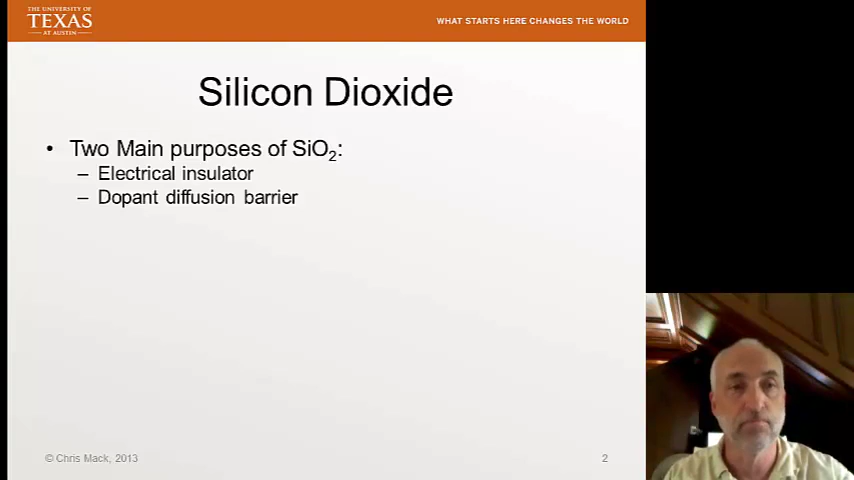 THE UNIVERSITY OF
TEXAS
AT AUSTIN
WHAT STARTS HERE CHANGES THE WORLD
Silicon Dioxide
• Two Main purposes of SiO₂:
– Electrical insulator
– Dopant diffusion barrier
© Chris Mack, 2013
2